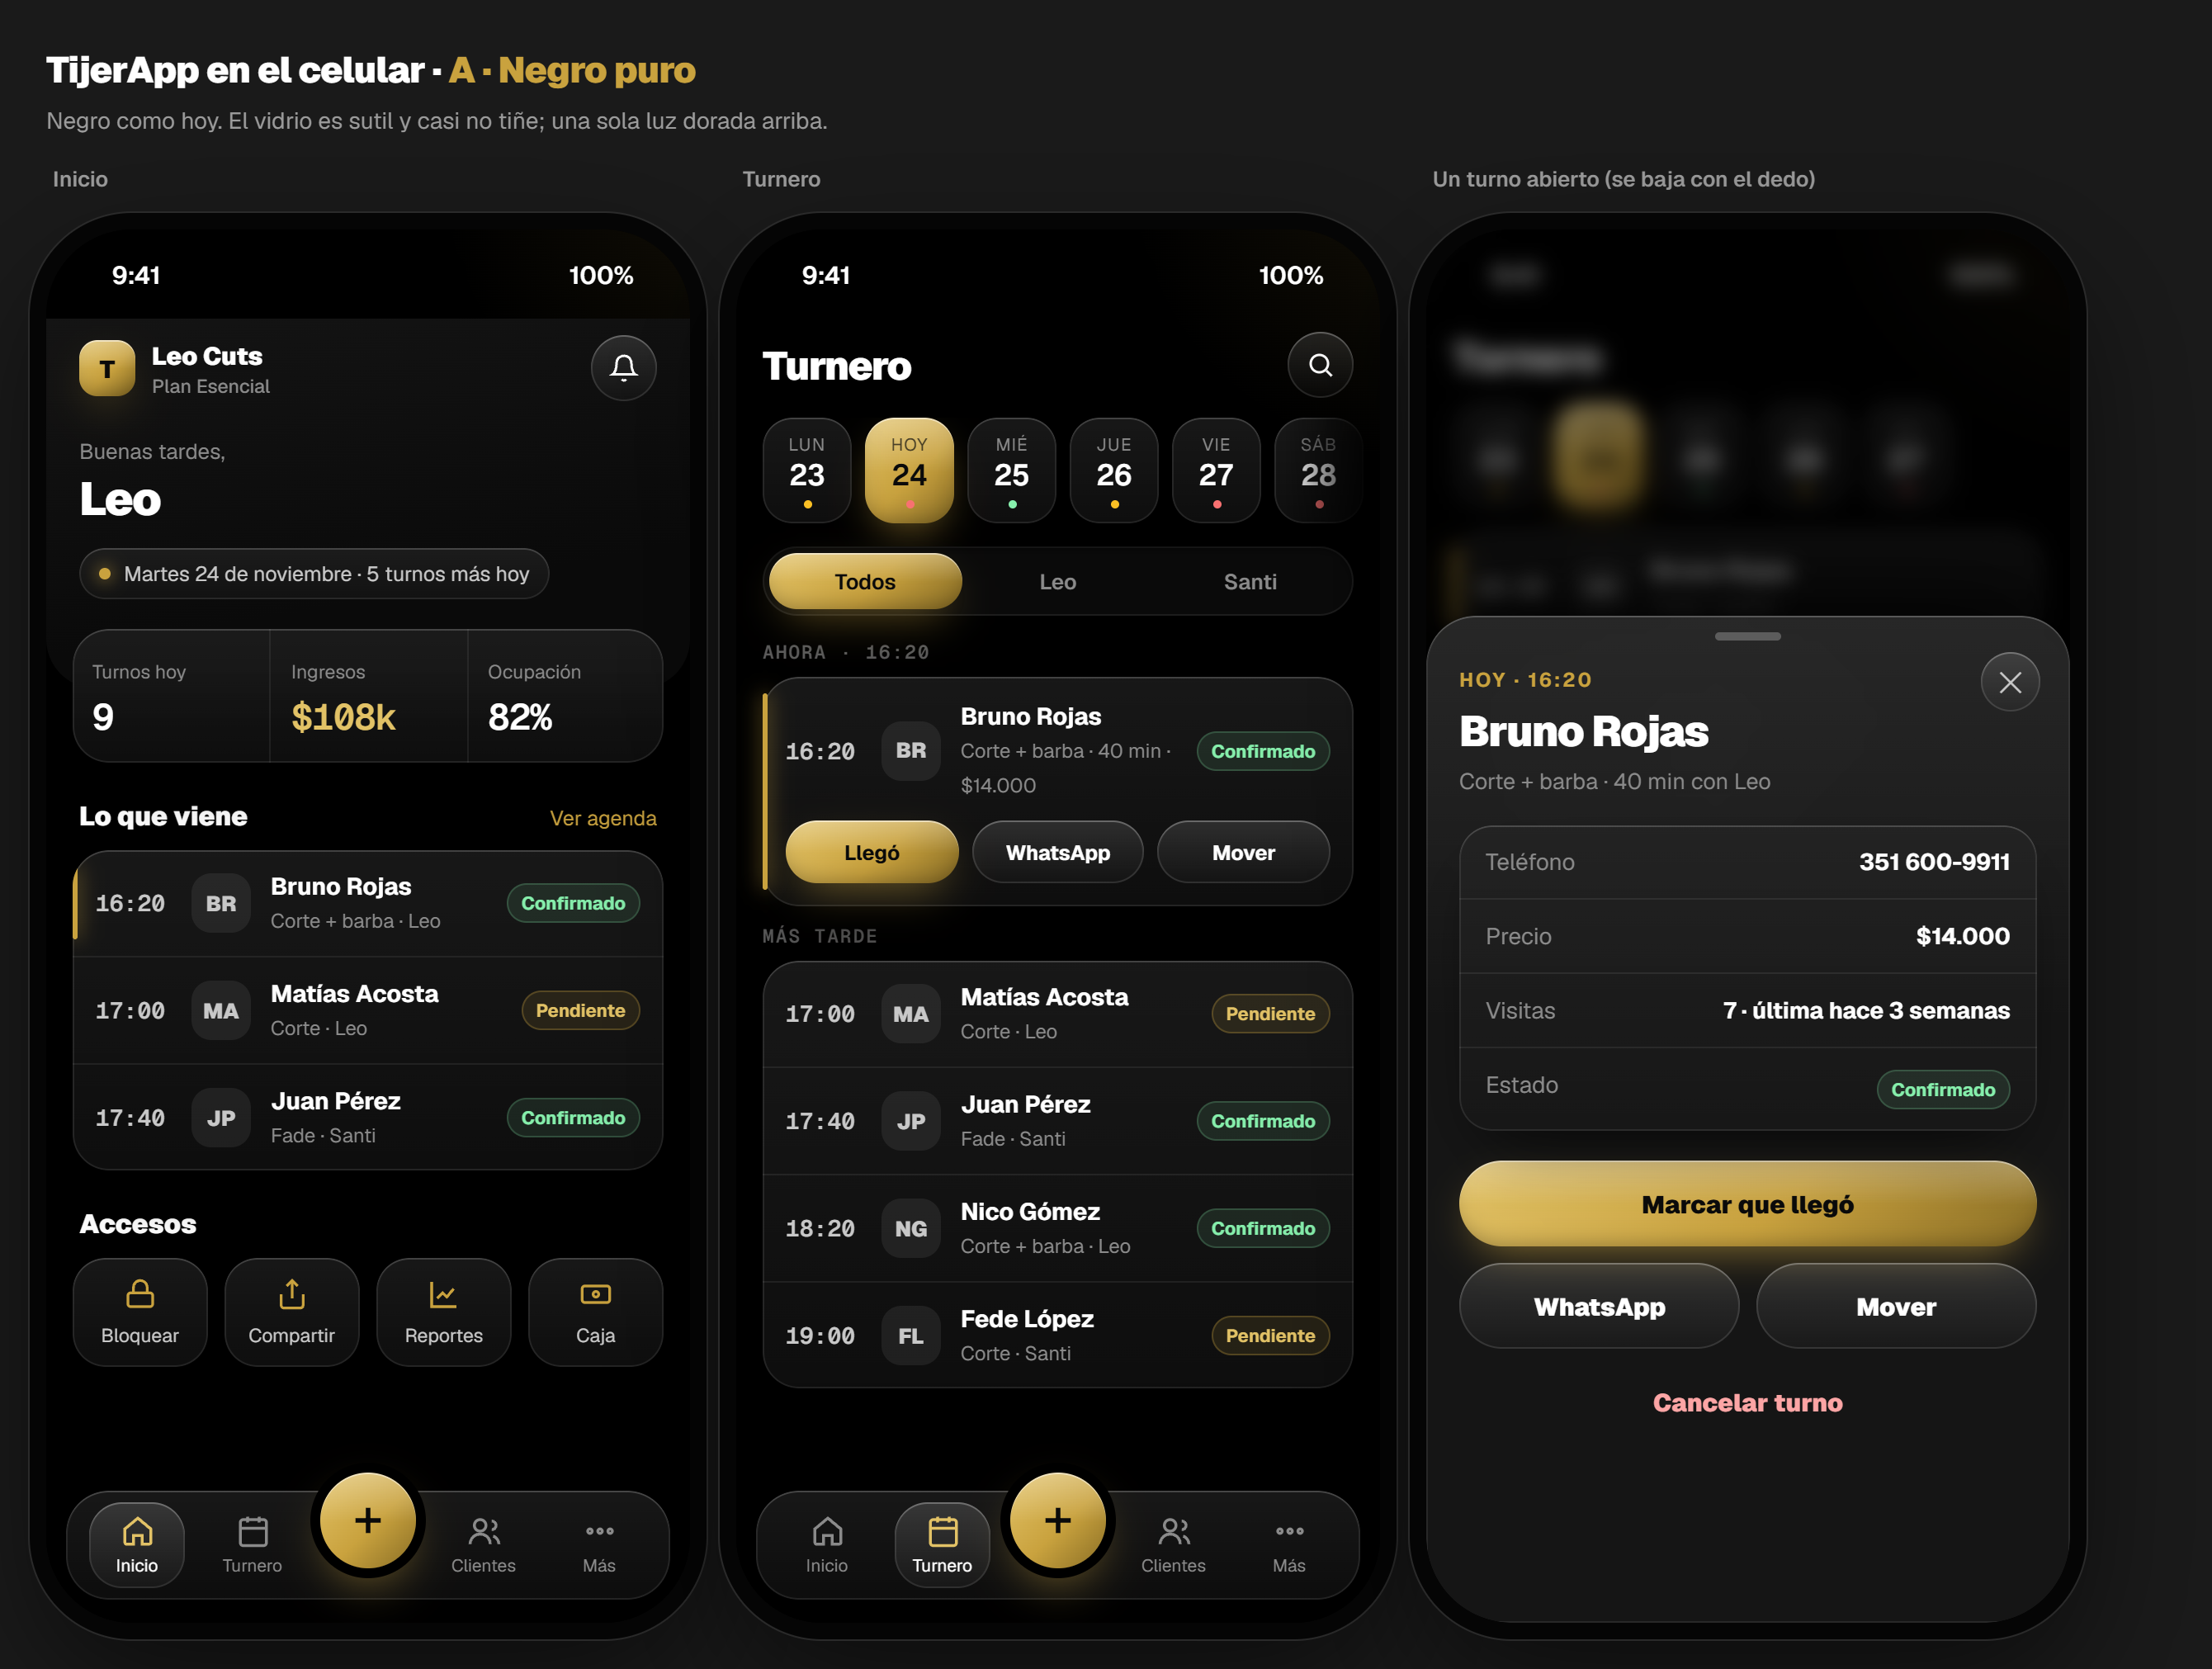 TijerApp en el celular · A · Negro puro
Negro como hoy. El vidrio es sutil y casi no tiñe; una sola luz dorada arriba.
Inicio
9:41
100%
T
Leo Cuts
Plan Esencial
Buenas tardes,
Leo
Martes 24 de noviembre · 5 turnos más hoy
Turnos hoy
9
Ingresos
$108k
Ocupación
82%
Lo que viene
Ver agenda
16:20
BR
Bruno Rojas
Corte + barba · Leo
Confirmado
17:00
MA
Matías Acosta
Corte · Leo
Pendiente
17:40
JP
Juan Pérez
Fade · Santi
Confirmado
Accesos
Bloquear
Compartir
Reportes
Caja
Inicio
Turnero
+
Clientes
Más
Turnero
9:41
100%
Turnero
LUN
23
HOY
24
MIÉ
25
JUE
26
VIE
27
SÁB
28
Todos
Leo
Santi
AHORA · 16:20
16:20
BR
Bruno Rojas
Corte + barba · 40 min ·
$14.000
Confirmado
Llegó
WhatsApp
Mover
MÁS TARDE
17:00
MA
Matías Acosta
Corte · Leo
Pendiente
17:40
JP
Juan Pérez
Fade · Santi
Confirmado
18:20
NG
Nico Gómez
Corte + barba · Leo
Confirmado
19:00
FL
Fede López
Corte · Santi
Pendiente
Inicio
Turnero
+
Clientes
Más
Un turno abierto (se baja con el dedo)
Turnero
HOY · 16:20
Bruno Rojas
Corte + barba · 40 min con Leo
Teléfono
351 600-9911
Precio
$14.000
Visitas
7 · última hace 3 semanas
Estado
Confirmado
Marcar que llegó
WhatsApp
Mover
Cancelar turno